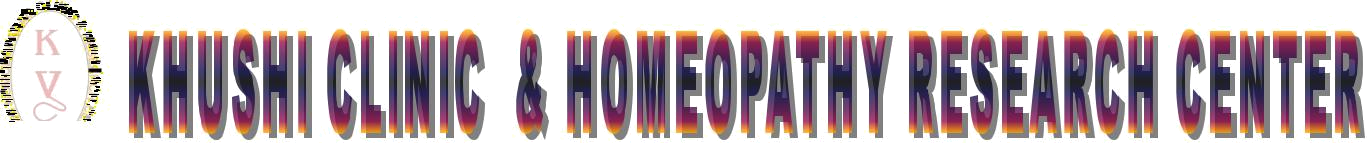 K
V
KHUSHI CLINIC & HOMEOPATHY RESEARCH CENTER